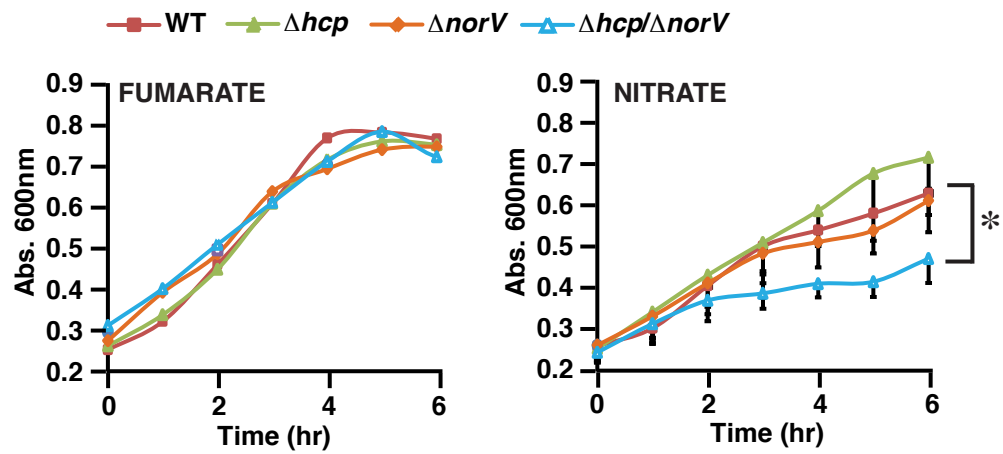 WT Δhcp ΔnorV Δhcp/ΔnorV
FUMARATE
Abs. 600nm
0.9
0.8
0.7
0.6
0.5
0.4
0.3
0.2
0 2 4 6
Time (hr)
NITRATE
Abs. 600nm
0.9
0.8
0.7
0.6
0.5
0.4
0.3
0.2
0 2 4 6
Time (hr)
*